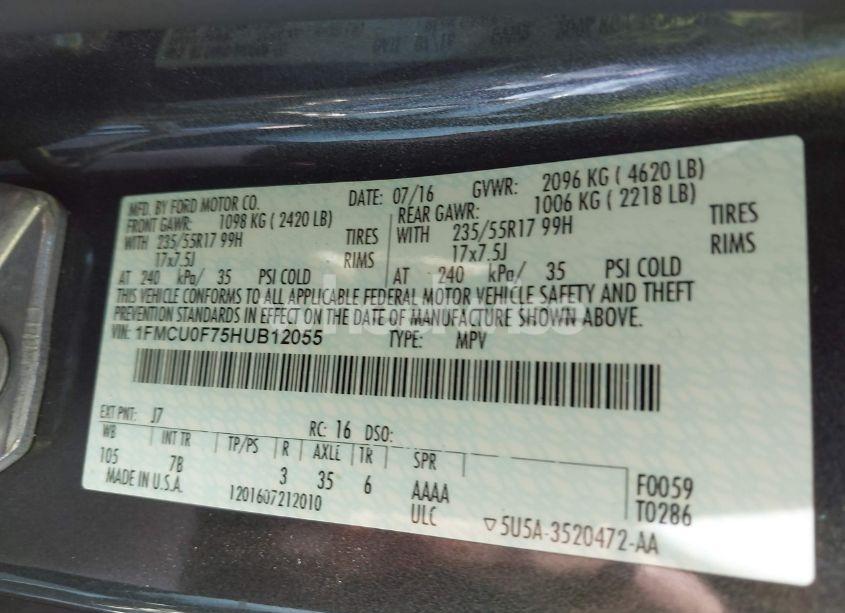 MFD. BY FORD MOTOR CO. DATE: 07/16 GVWR: 2096 KG ( 4620 LB)
FRONT GAWR: 1098 KG ( 2420 LB) REAR GAWR: 1006 KG ( 2218 LB)
WITH 235/55R17 99H TIRES WITH 235/55R17 99H TIRES
17x7.5J RIMS 17x7.5J RIMS
AT 240 kPa/ 35 PSI COLD AT 240 kPa/ 35 PSI COLD
THIS VEHICLE CONFORMS TO ALL APPLICABLE FEDERAL MOTOR VEHICLE SAFETY AND THEFT
PREVENTION STANDARDS IN EFFECT ON THE DATE OF MANUFACTURE SHOWN ABOVE.
VIN: 1FMCU0F75HUB12055 TYPE: MPV
EXT PNT: J7 RC: 16 DSO:
WB INT TR TP/PS R AXLE TR SPR
105 7B 3 35 6 AAAA F0059
MADE IN U.S.A. 1201607212010 ULC T0286
▽5U5A-3520472-AA